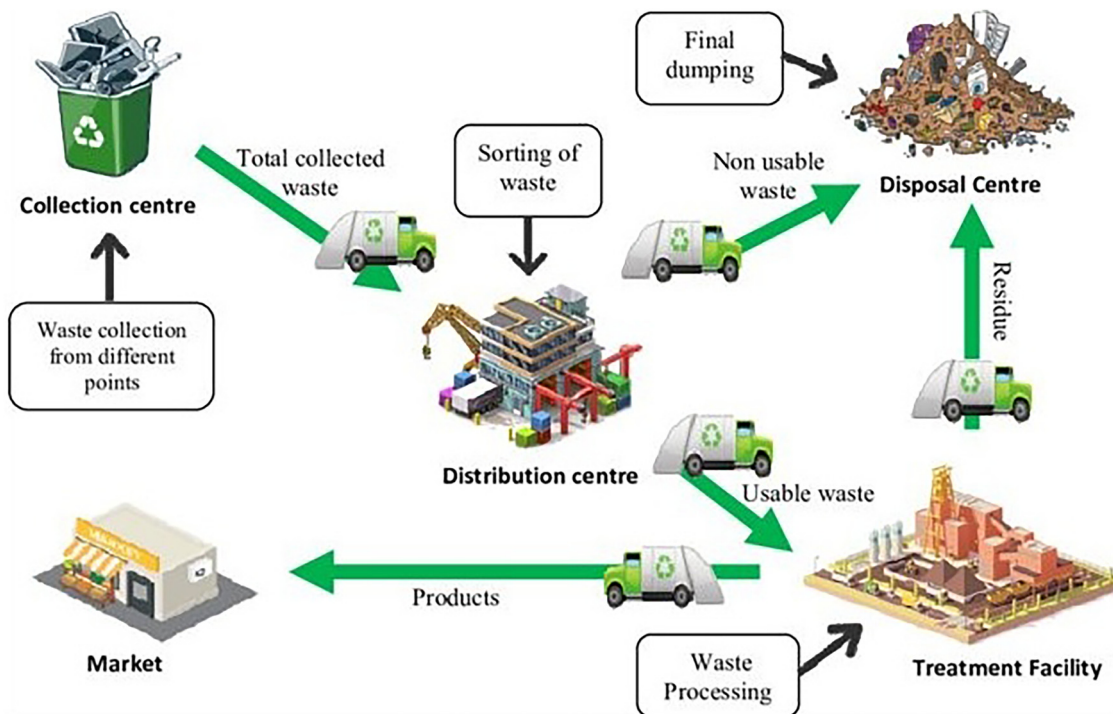 Final
dumping
Total collected
waste
Sorting of
waste
Non usable
waste
Collection centre
Disposal Centre
Waste collection
from different
points
Residue
Distribution centre
Usable waste
MARKET
Products
Market
Waste
Processing
Treatment Facility